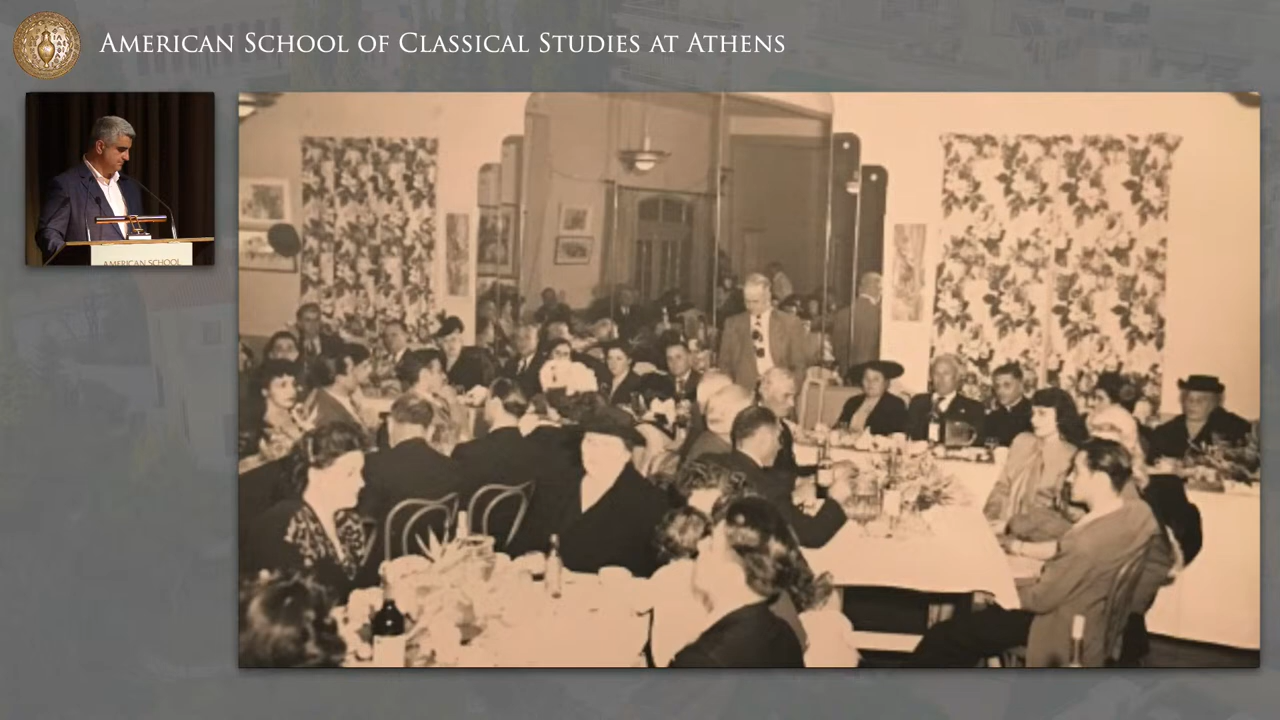 AMERICAN SCHOOL OF CLASSICAL STUDIES AT ATHENS
AMERICAN SCHOOL